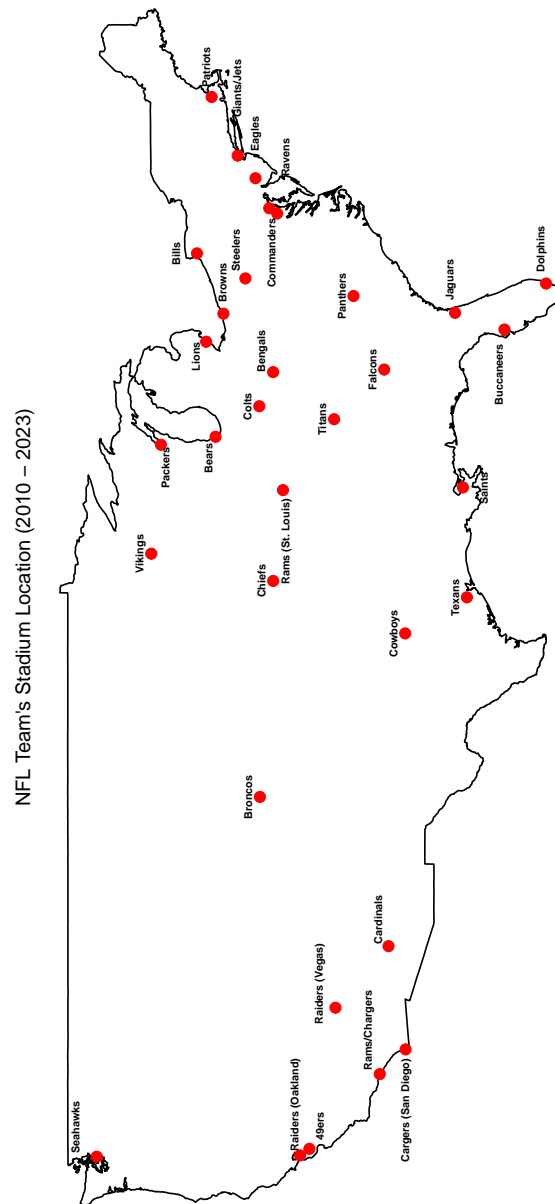 NFL Team's Stadium Location (2010 – 2023)
Seahawks
Raiders (Oakland)
49ers
Rams/Chargers
Cargers (San Diego)
Raiders (Vegas)
Cardinals
Broncos
Cowboys
Texans
Chiefs
Vikings
Rams (St. Louis)
Saints
Packers
Bears
Titans
Colts
Bengals
Falcons
Lions
Buccaneers
Browns
Jaguars
Panthers
Dolphins
Steelers
Bills
Commanders
Ravens
Eagles
Giants/Jets
Patriots